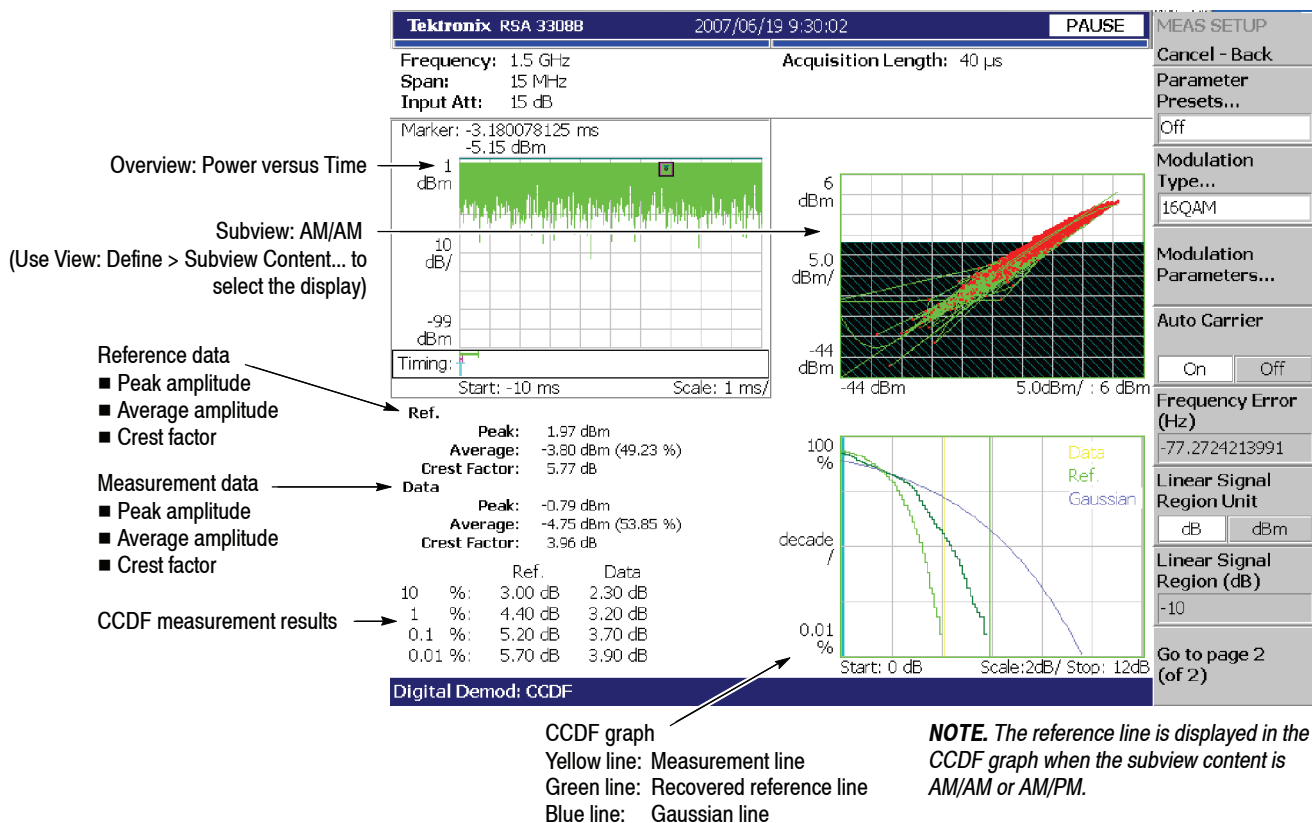 Tektronix RSA 3308B 2007/06/19 9:30:02 PAUSE
Frequency: 1.5 GHz
Span: 15 MHz
Input Att: 15 dB
Acquisition Length: 40 µs
Marker: -3.180078125 ms
-5.15 dBm
1
dBm
10
dB/
-99
dBm
Timing:
Start: -10 ms Scale: 1 ms/
6
dBm
5.0
dBm/
-44
dBm
-44 dBm 5.0dBm/ : 6 dBm
Ref.
Peak: 1.97 dBm
Average: -3.80 dBm (49.23 %)
Crest Factor: 5.77 dB
Data
Peak: -0.79 dBm
Average: -4.75 dBm (53.85 %)
Crest Factor: 3.96 dB
Ref. Data
10 %: 3.00 dB 2.30 dB
1 %: 4.40 dB 3.20 dB
0.1 %: 5.20 dB 3.70 dB
0.01 %: 5.70 dB 3.90 dB
100
%
decade
/
0.01
%
Data
Ref.
Gaussian
Start: 0 dB Scale:2dB/ Stop: 12dB
Digital Demod: CCDF
MEAS SETUP
Cancel - Back
Parameter
Presets...
Off
Modulation
Type...
16QAM
Modulation
Parameters...
Auto Carrier
On Off
Frequency Error
(Hz)
-77.2724213991
Linear Signal
Region Unit
dB dBm
Linear Signal
Region (dB)
-10
Go to page 2
(of 2)
Overview: Power versus Time
Subview: AM/AM
(Use View: Define > Subview Content... to
select the display)
Reference data
■ Peak amplitude
■ Average amplitude
■ Crest factor
Measurement data
■ Peak amplitude
■ Average amplitude
■ Crest factor
CCDF measurement results
CCDF graph
Yellow line: Measurement line
Green line: Recovered reference line
Blue line: Gaussian line
NOTE. The reference line is displayed in the
CCDF graph when the subview content is
AM/AM or AM/PM.